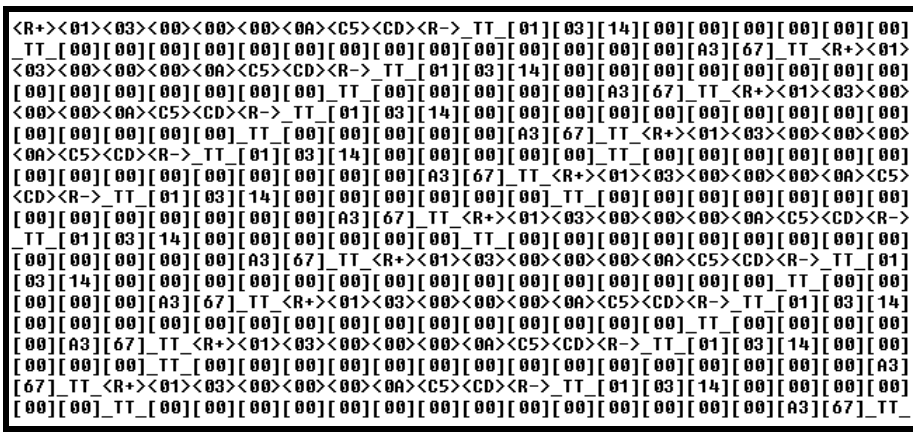 <R+><01><03><00><00><00><0A><C5><CD><R->_TT_[01][03][14][00][00][00][00][00][00]
_TT_[00][00][00][00][00][00][00][00][00][00][00][00][00][00][A3][67]_TT_<R+><01>
<03><00><00><00><0A><C5><CD><R->_TT_[01][03][14][00][00][00][00][00][00][00][00]
[00][00][00][00][00][00][00]_TT_[00][00][00][00][00][A3][67]_TT_<R+><01><03><00>
<00><00><0A><C5><CD><R->_TT_[01][03][14][00][00][00][00][00][00][00][00][00][00]
[00][00][00][00][00]_TT_[00][00][00][00][00][A3][67]_TT_<R+><01><03><00><00><00>
<0A><C5><CD><R->_TT_[01][03][14][00][00][00][00][00]_TT_[00][00][00][00][00][00]
[00][00][00][00][00][00][00][00][00][A3][67]_TT_<R+><01><03><00><00><00><0A><C5>
<CD><R->_TT_[01][03][14][00][00][00][00][00][00]_TT_[00][00][00][00][00][00][00]
[00][00][00][00][00][00][00][A3][67]_TT_<R+><01><03><00><00><00><0A><C5><CD><R->
_TT_[01][03][14][00][00][00][00][00][00]_TT_[00][00][00][00][00][00][00][00][00]
[00][00][00][00][00][A3][67]_TT_<R+><01><03><00><00><00><0A><C5><CD><R->_TT_[01]
[03][14][00][00][00][00][00][00][00][00][00][00][00][00][00][00][00]_TT_[00][00]
[00][00][00][A3][67]_TT_<R+><01><03><00><00><00><0A><C5><CD><R->_TT_[01][03][14]
[00][00][00][00][00][00][00][00][00][00][00][00][00][00][00]_TT_[00][00][00][00]
[00][A3][67]_TT_<R+><01><03><00><00><00><0A><C5><CD><R->_TT_[01][03][14][00][00]
[00][00][00]_TT_[00][00][00][00][00][00][00][00][00][00][00][00][00][00][00][A3]
[67]_TT_<R+><01><03><00><00><00><0A><C5><CD><R->_TT_[01][03][14][00][00][00][00]
[00][00]_TT_[00][00][00][00][00][00][00][00][00][00][00][00][00][00][A3][67]_TT_